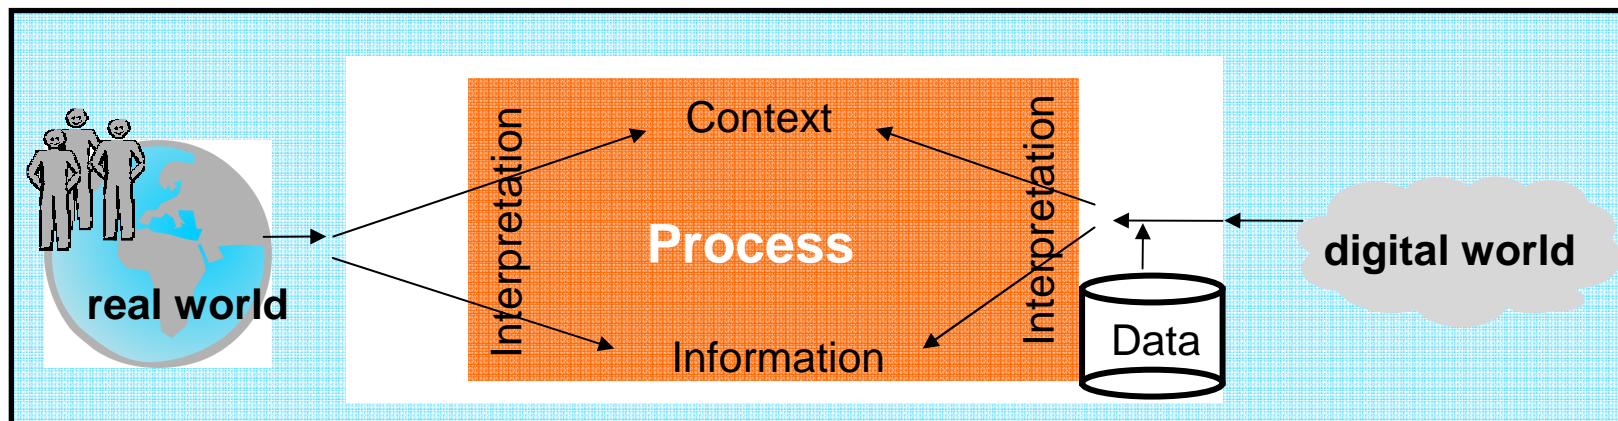 Context
Interpretation
Interpretation
Process
digital world
real world
Data
Information